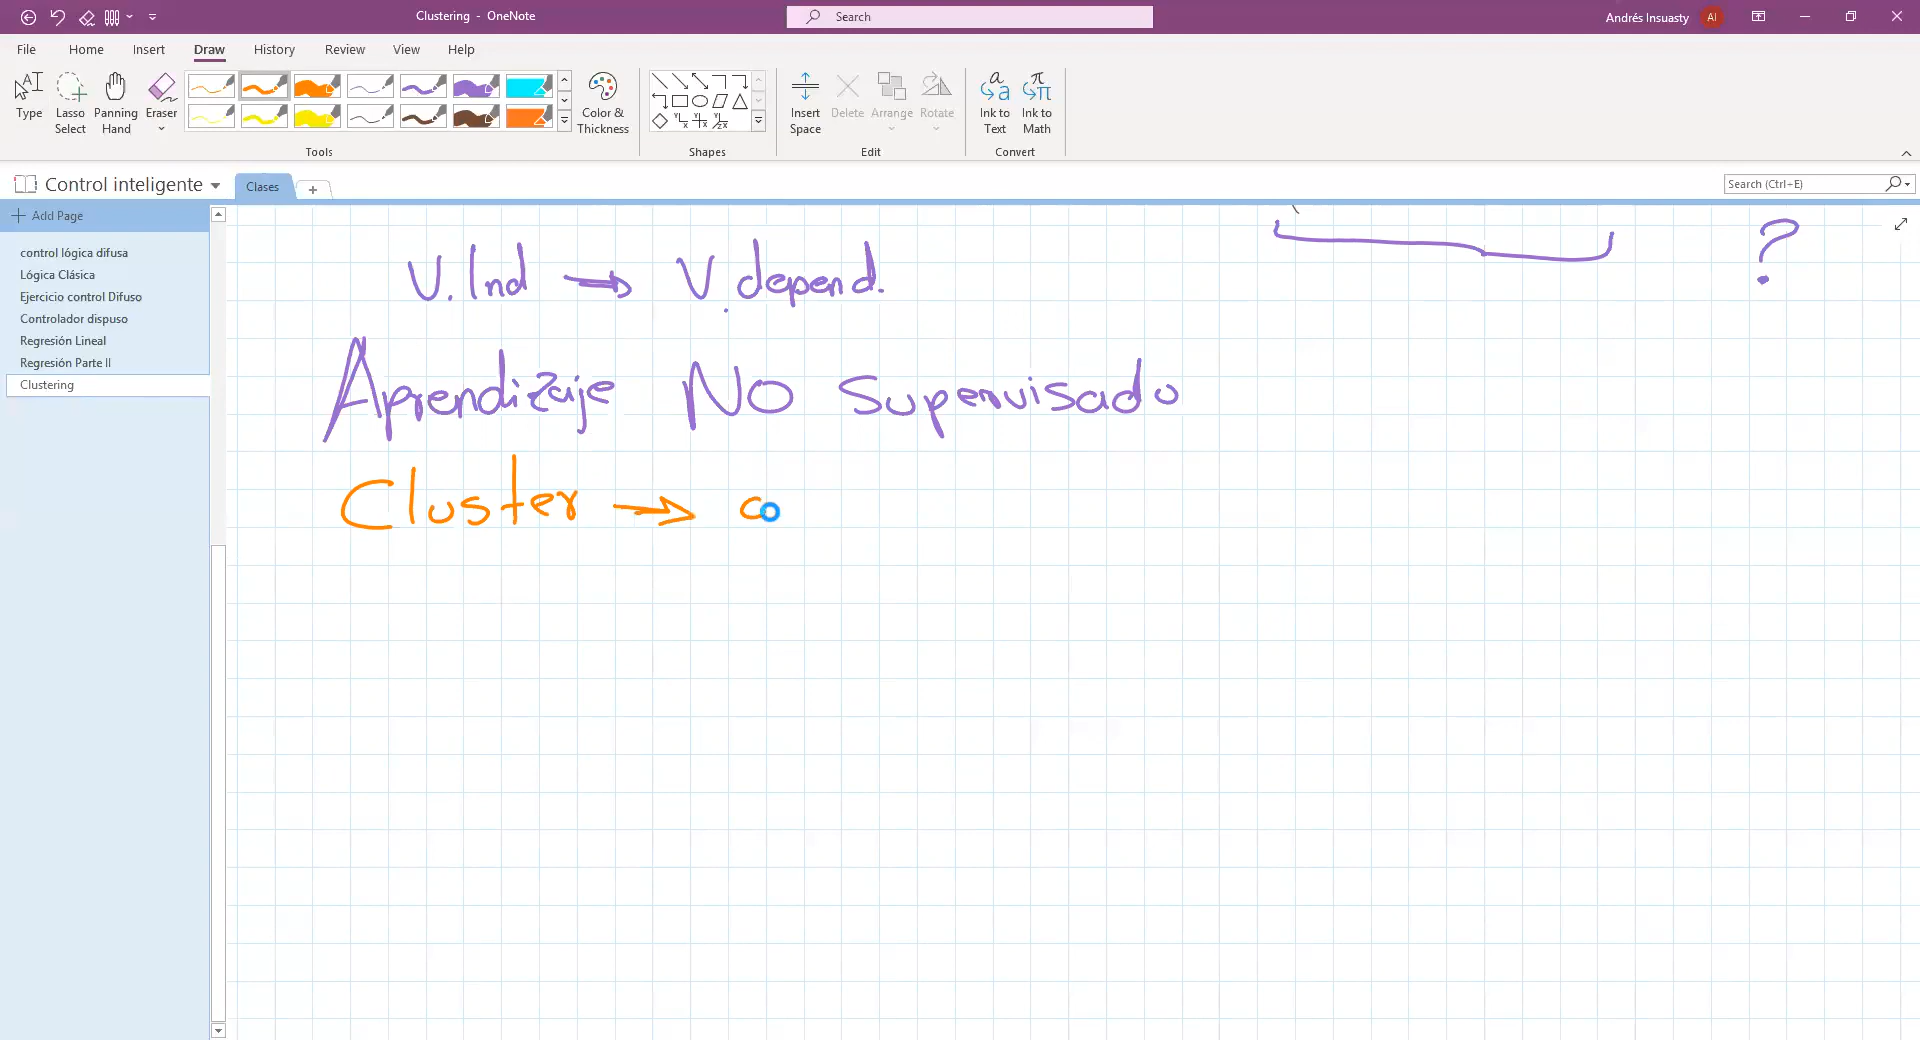 Clustering - OneNote
Search
Andrés Insuasty
AI
File Home Insert Draw History Review View Help
Type
Lasso Select
Panning Hand
Eraser
Color & Thickness
Insert Space
Delete
Arrange
Rotate
Ink to Text
Ink to Math
Tools
Shapes
Edit
Convert
Control inteligente
Clases
Search (Ctrl+E)
Add Page
control lógica difusa
Lógica Clásica
Ejercicio control Difuso
Controlador dispuso
Regresión Lineal
Regresión Parte II
Clustering
?
V. Ind → V. depend.
Aprendizaje NO Supervisado
Cluster →